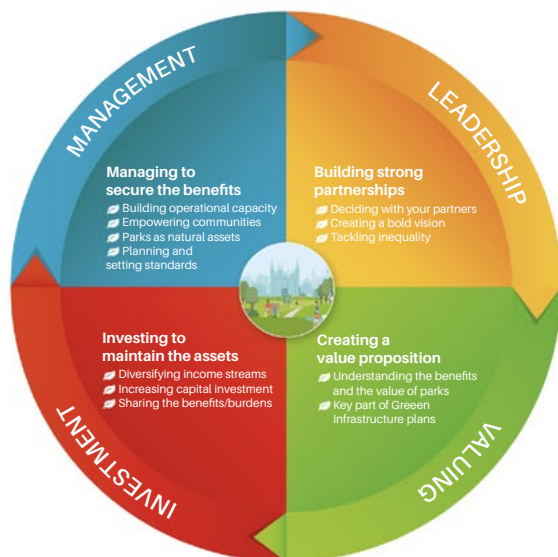 MANAGEMENT
LEADERSHIP
Managing to
secure the benefits
Building operational capacity
Empowering communities
Parks as natural assets
Planning and
setting standards
Building strong
partnerships
Deciding with your partners
Creating a bold vision
Tackling inequality
Investing to
maintain the assets
Diversifying income streams
Increasing capital investment
Sharing the benefits/burdens
Creating a
value proposition
Understanding the benefits
and the value of parks
Key part of Greeen
Infrastructure plans
INVESTMENT
VALUING